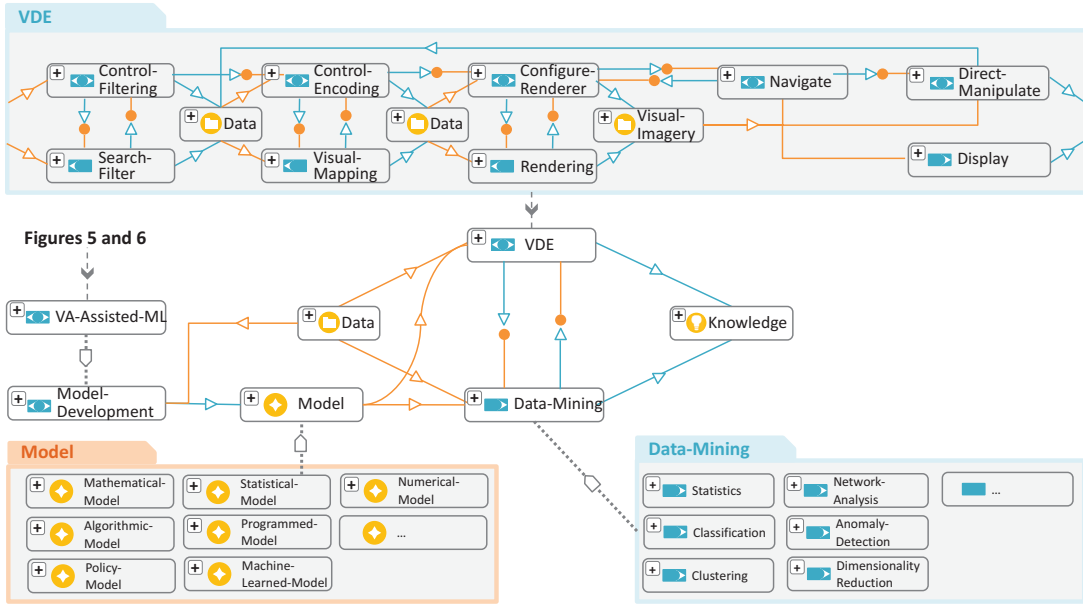 VDE
Control-
Filtering
Control-
Encoding
Configure-
Renderer
Navigate
Direct-
Manipulate
Data
Data
Visual-
Imagery
Search-
Filter
Visual-
Mapping
Rendering
Display
Figures 5 and 6
VDE
VA-Assisted-ML
Data
Knowledge
Model-
Development
Model
Data-Mining
Model
Mathematical-
Model
Statistical-
Model
Numerical-
Model
Algorithmic-
Model
Programmed-
Model
...
Policy-
Model
Machine-
Learned-Model
Data-Mining
Statistics
Network-
Analysis
...
Classification
Anomaly-
Detection
Clustering
Dimensionality
Reduction